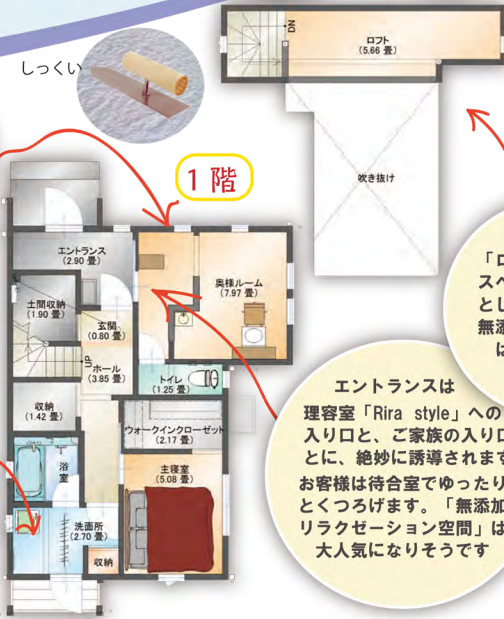 しっくい
DN
ロフト
(5.66 畳)
吹き抜け
1階
エントランス
(2.90 畳)
土間収納
(1.90 畳)
玄関
(0.80 畳)
UP
ホール
(3.85 畳)
奥様ルーム
(7.97 畳)
トイレ
(1.25 畳)
収納
(1.42 畳)
ウォークインクローゼット
(2.17 畳)
浴室
主寝室
(5.08 畳)
洗面所
(2.70 畳)
収納
「ロ
スペ
とし
無添
は
エントランスは
理容室「Rira style」への
入り口と、ご家族の入り口
とに、絶妙に誘導されます
お客様は待合室でゆったり
とくつろげます。「無添加
リラクゼーション空間」は
大人気になりそうです